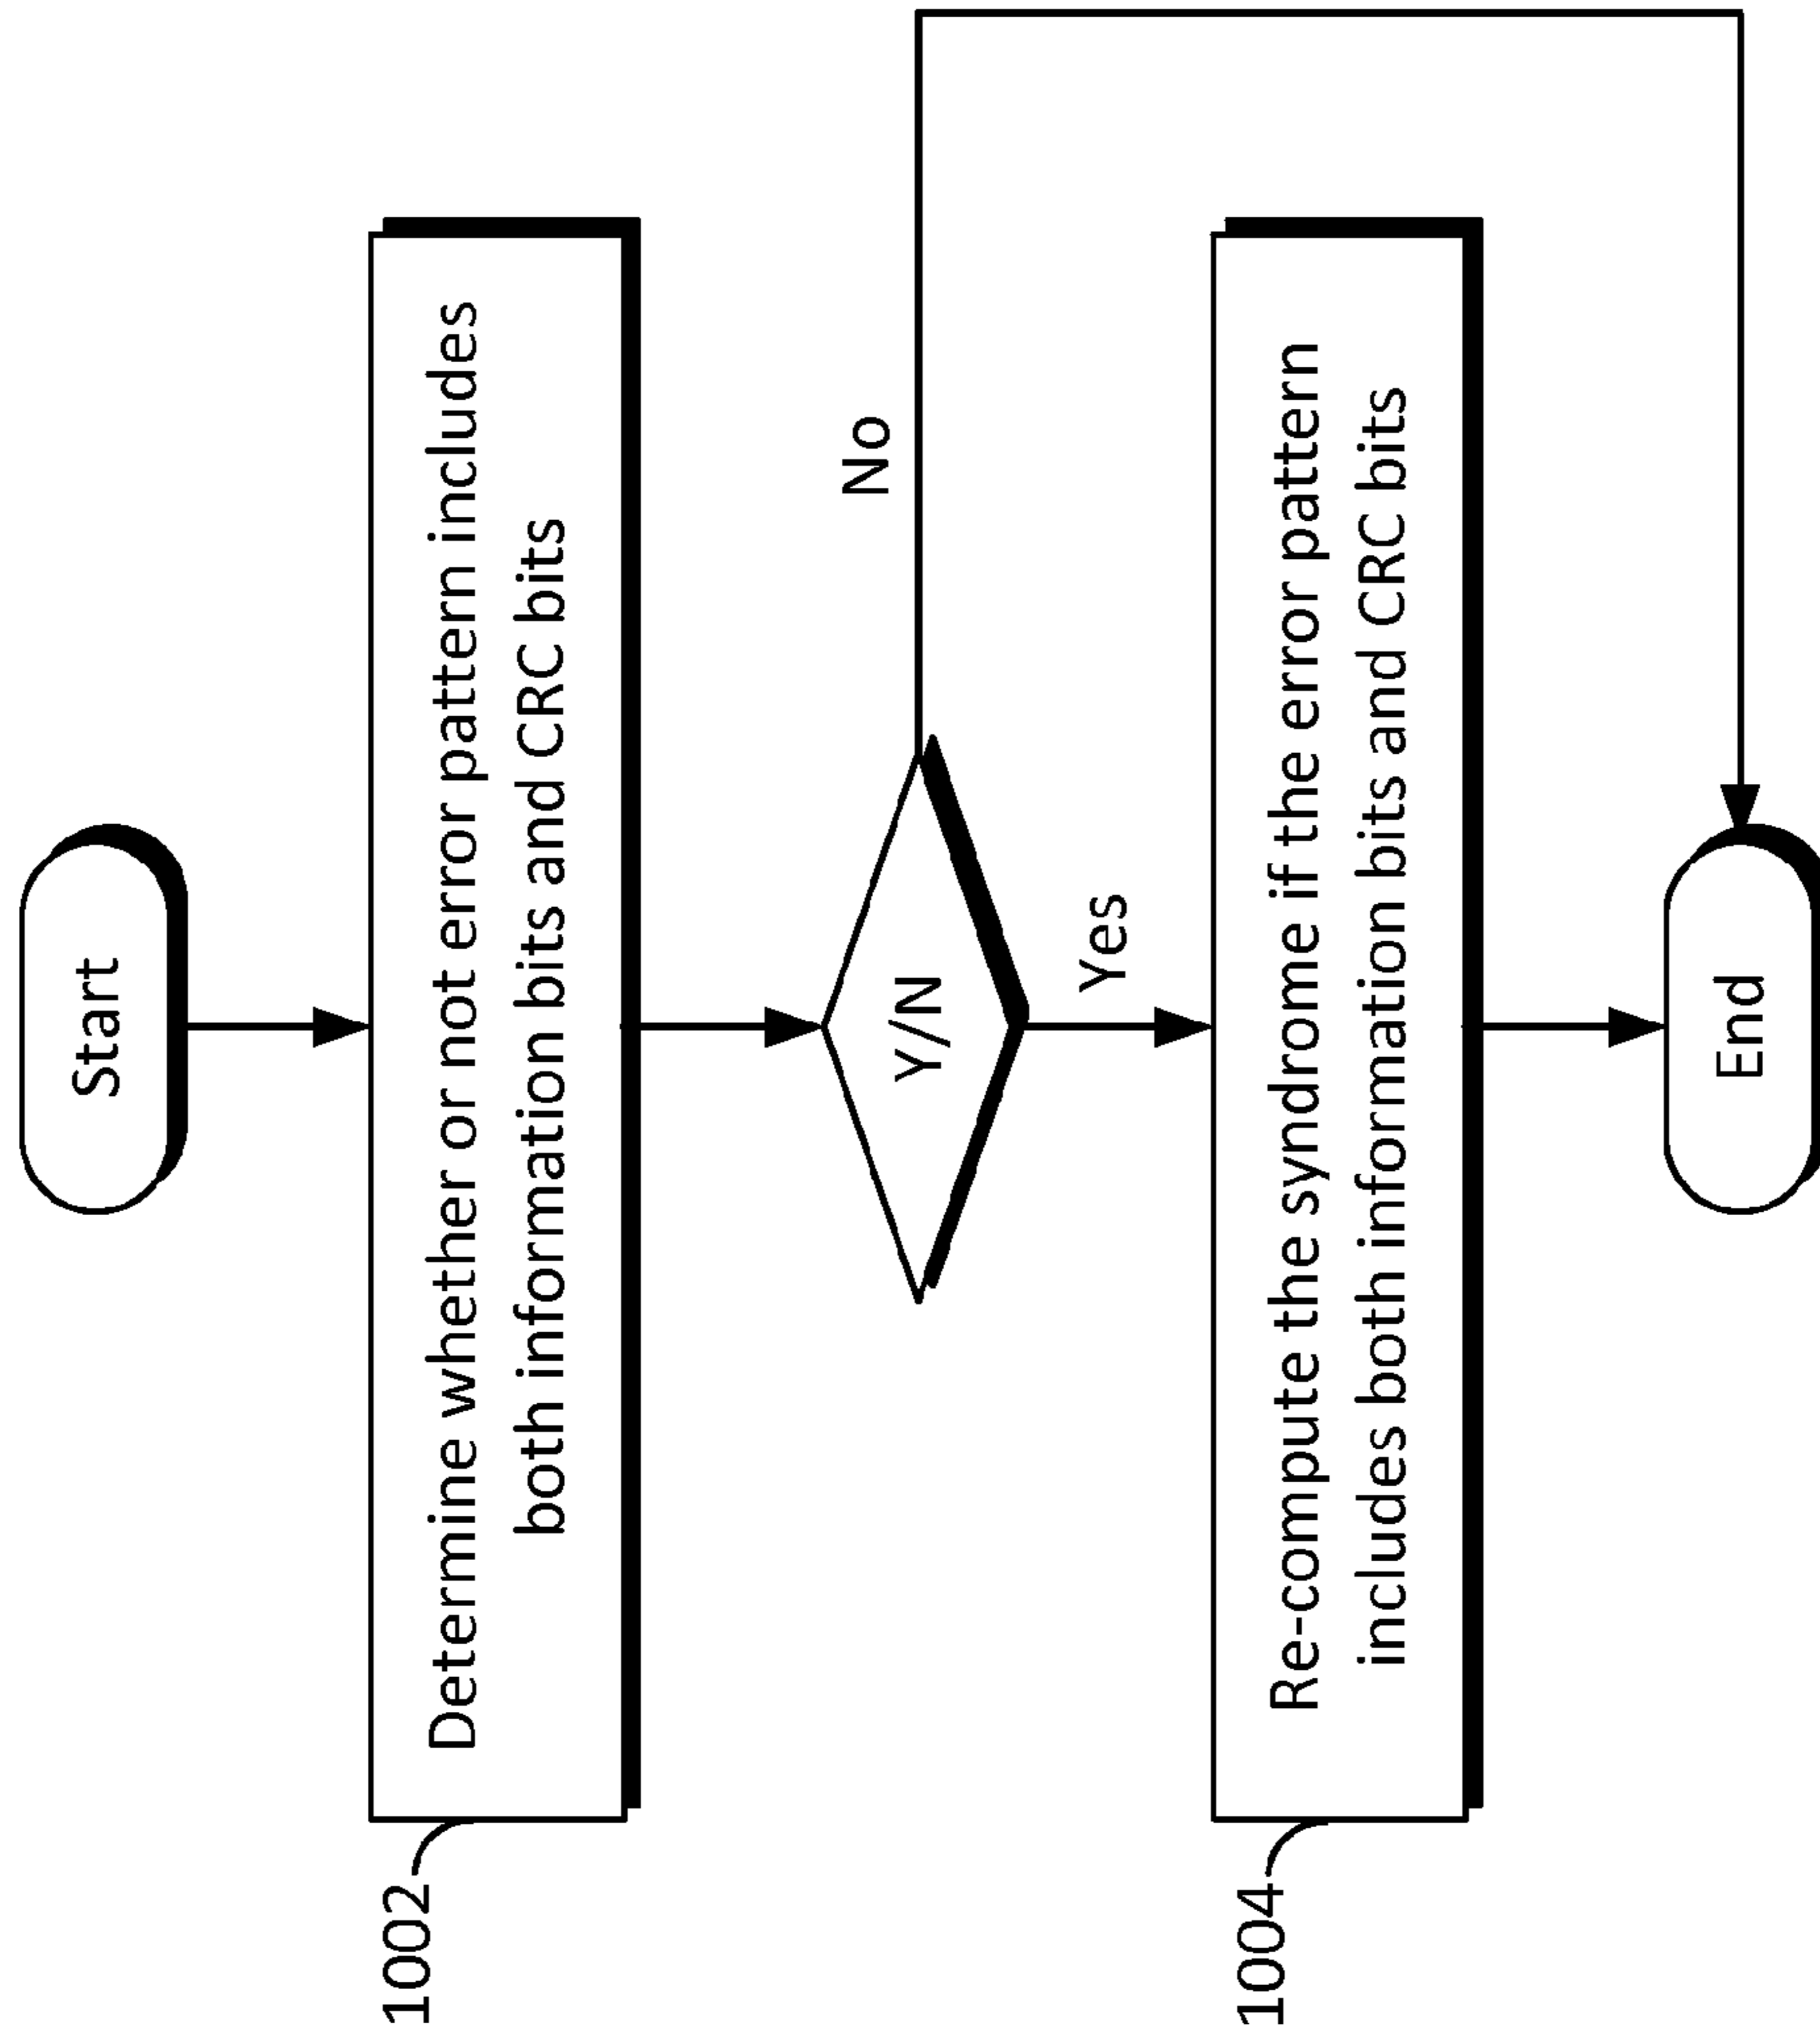 Start
1002
Determine whether or not error pattern includes
both information bits and CRC bits
Y/N
No
Yes
1004
Re-compute the syndrome if the error pattern
includes both information bits and CRC bits
End